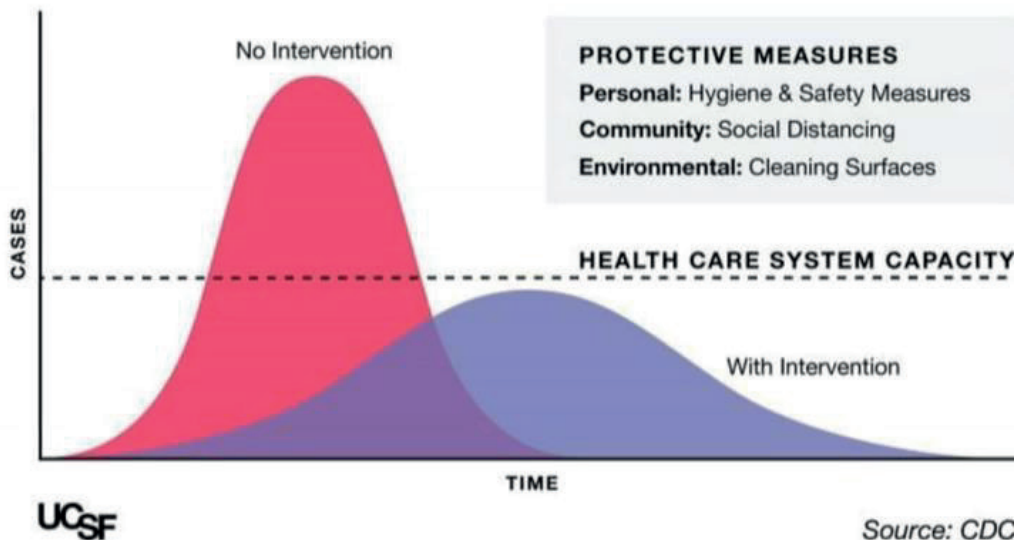 No Intervention
PROTECTIVE MEASURES
Personal: Hygiene & Safety Measures
Community: Social Distancing
Environmental: Cleaning Surfaces
CASES
HEALTH CARE SYSTEM CAPACITY
With Intervention
TIME
UCSF
Source: CDC